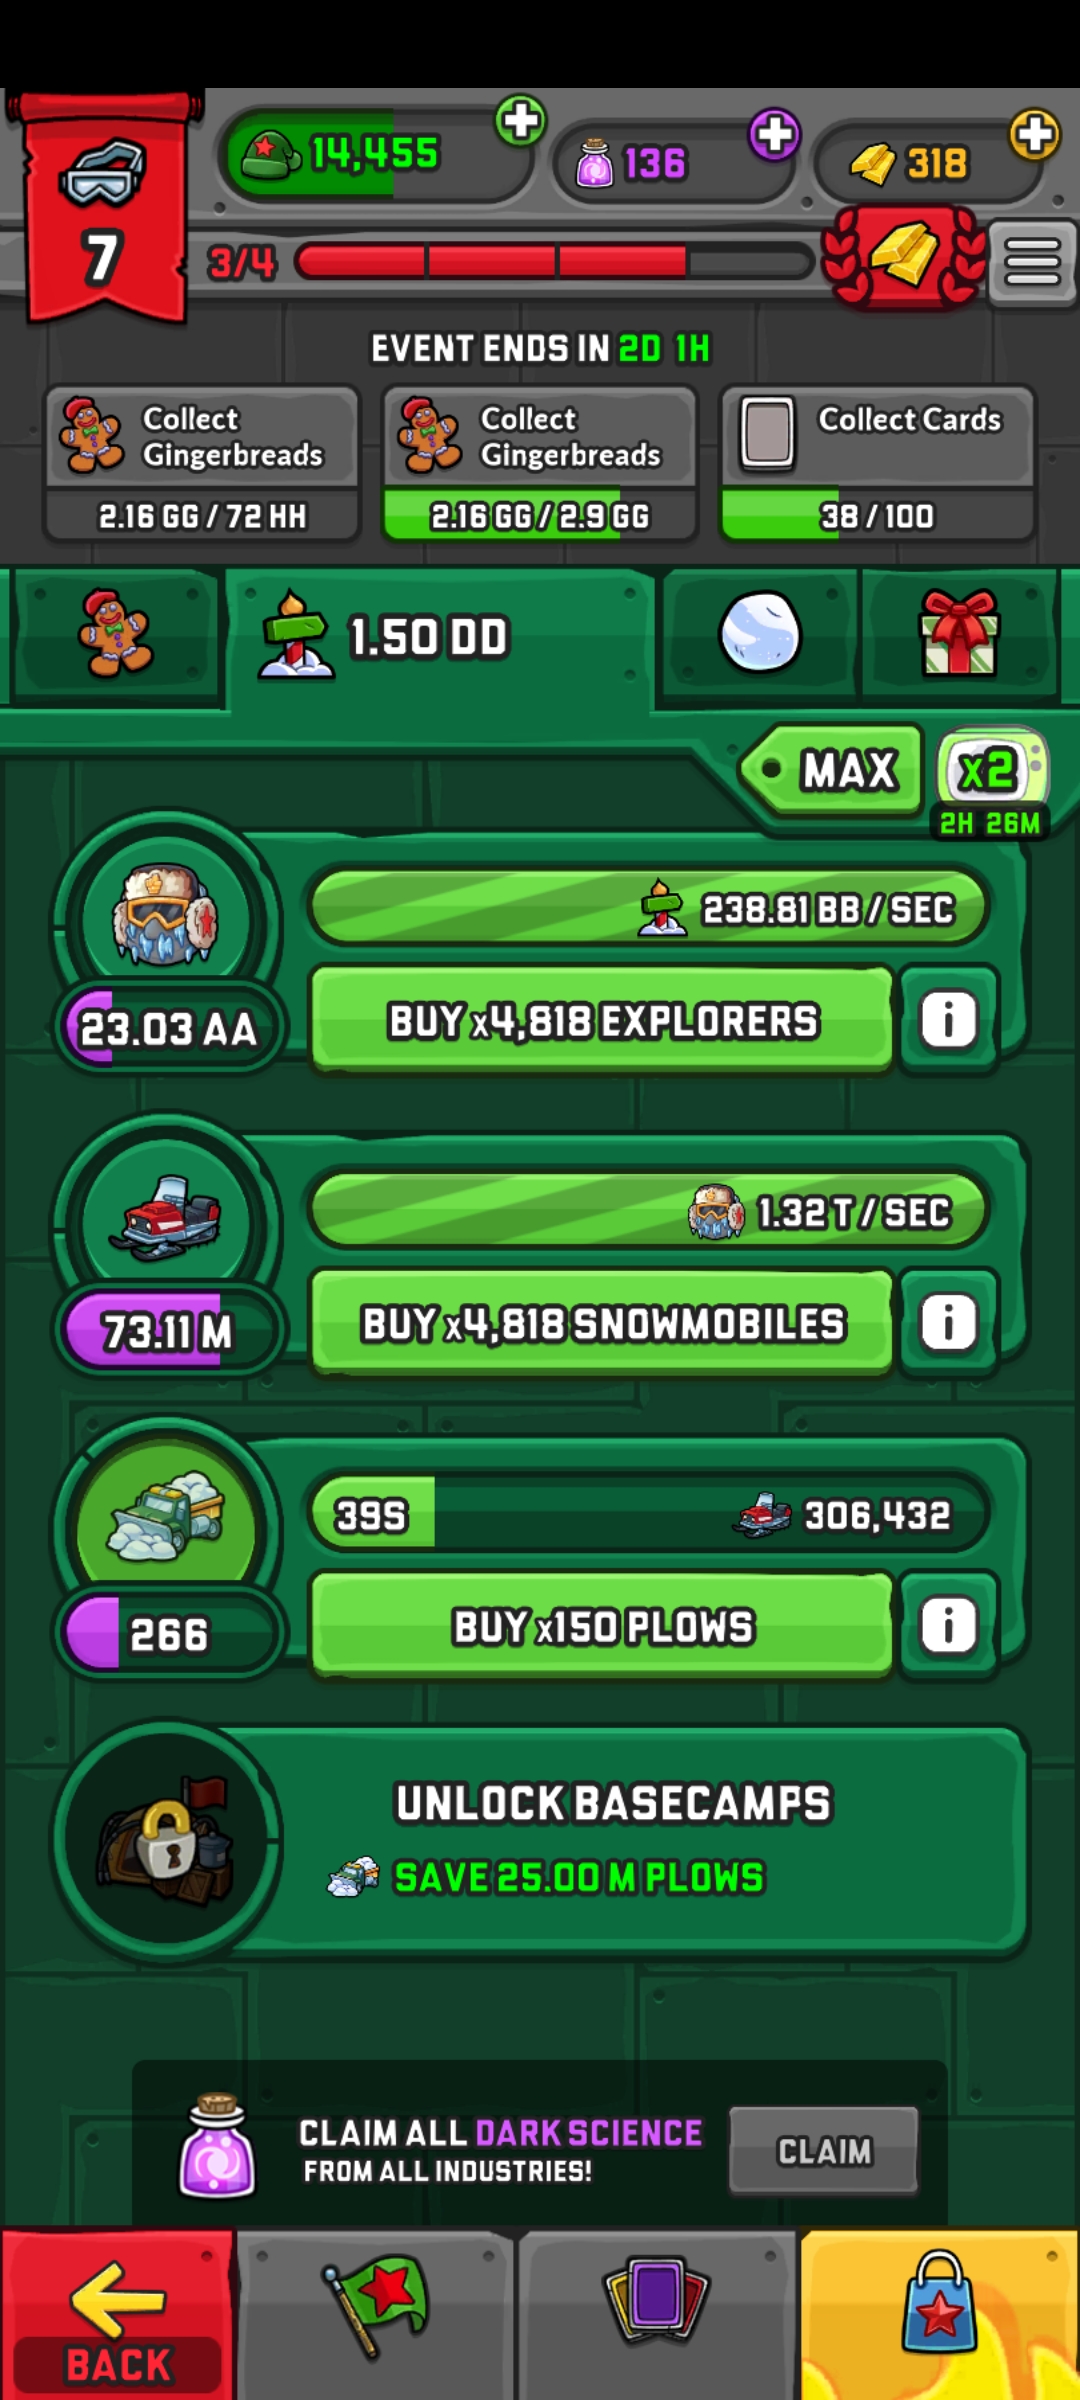 14,455
136
318
7
3/4
EVENT ENDS IN 2D 1H
Collect
Gingerbreads
2.16 GG / 72 HH
Collect
Gingerbreads
2.16 GG / 2.9 GG
Collect Cards
38 / 100
1.50 DD
MAX
x2
2H 26M
238.81 BB / SEC
23.03 AA
BUY x4,818 EXPLORERS
i
1.32 T / SEC
73.11 M
BUY x4,818 SNOWMOBILES
i
39S
306,432
266
BUY x150 PLOWS
i
UNLOCK BASECAMPS
SAVE 25.00 M PLOWS
CLAIM ALL DARK SCIENCE
FROM ALL INDUSTRIES!
CLAIM
BACK